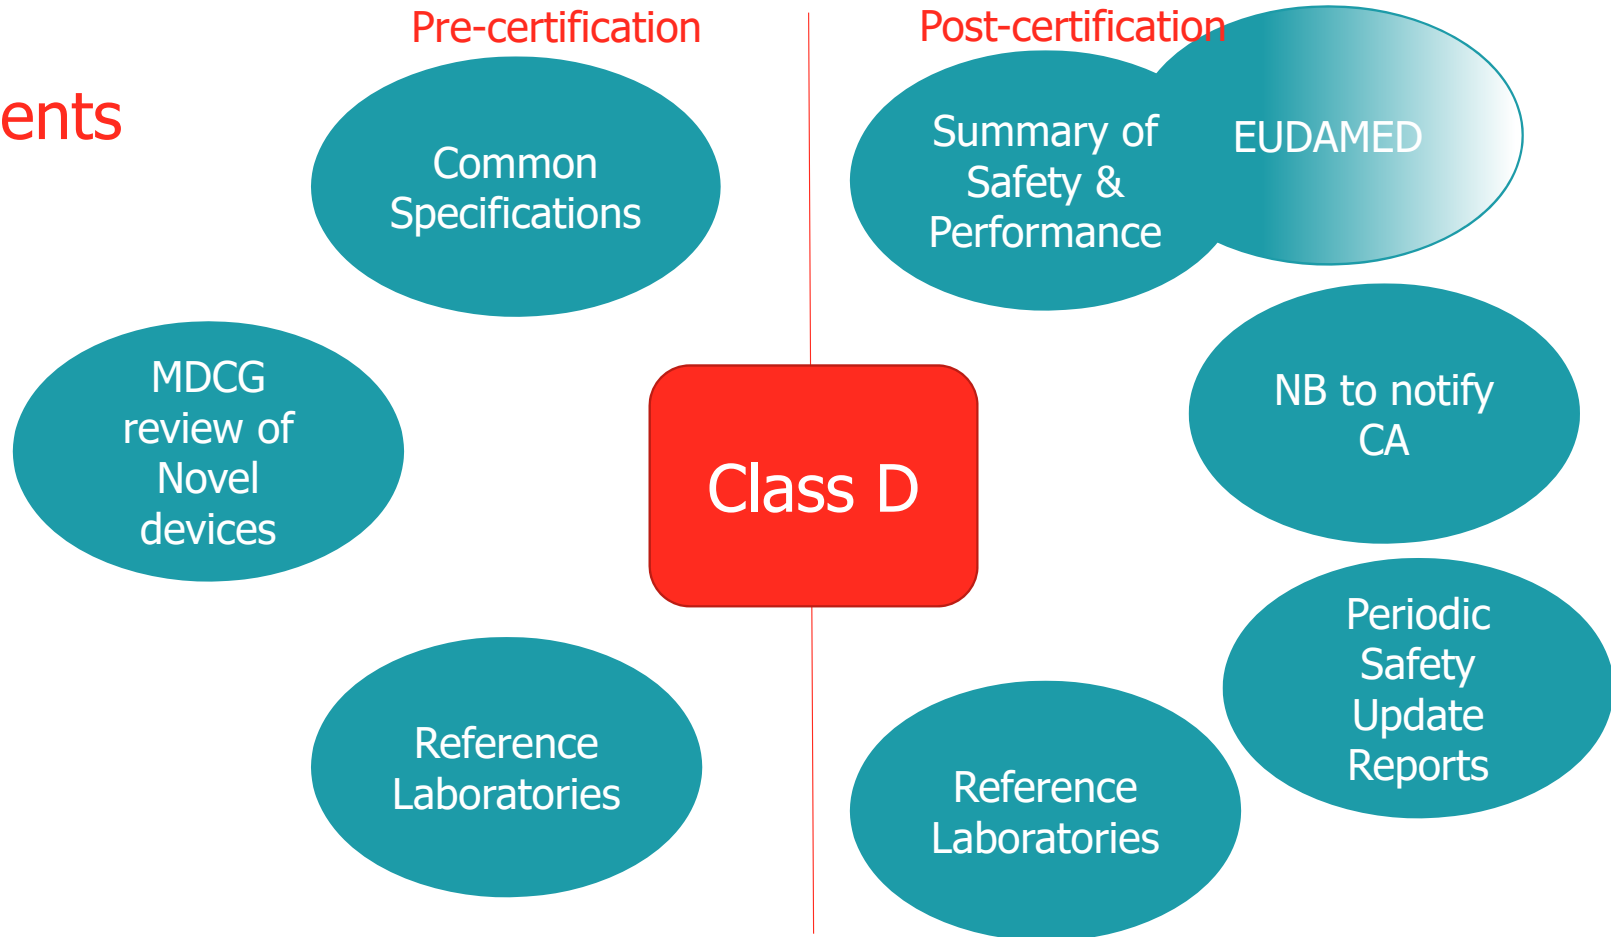 Pre-certification
Post-certification
ents
Common
Specifications
Summary of
Safety &
Performance
EUDAMED
MDCG
review of
Novel
devices
NB to notify
CA
Class D
Periodic
Safety
Update
Reports
Reference
Laboratories
Reference
Laboratories